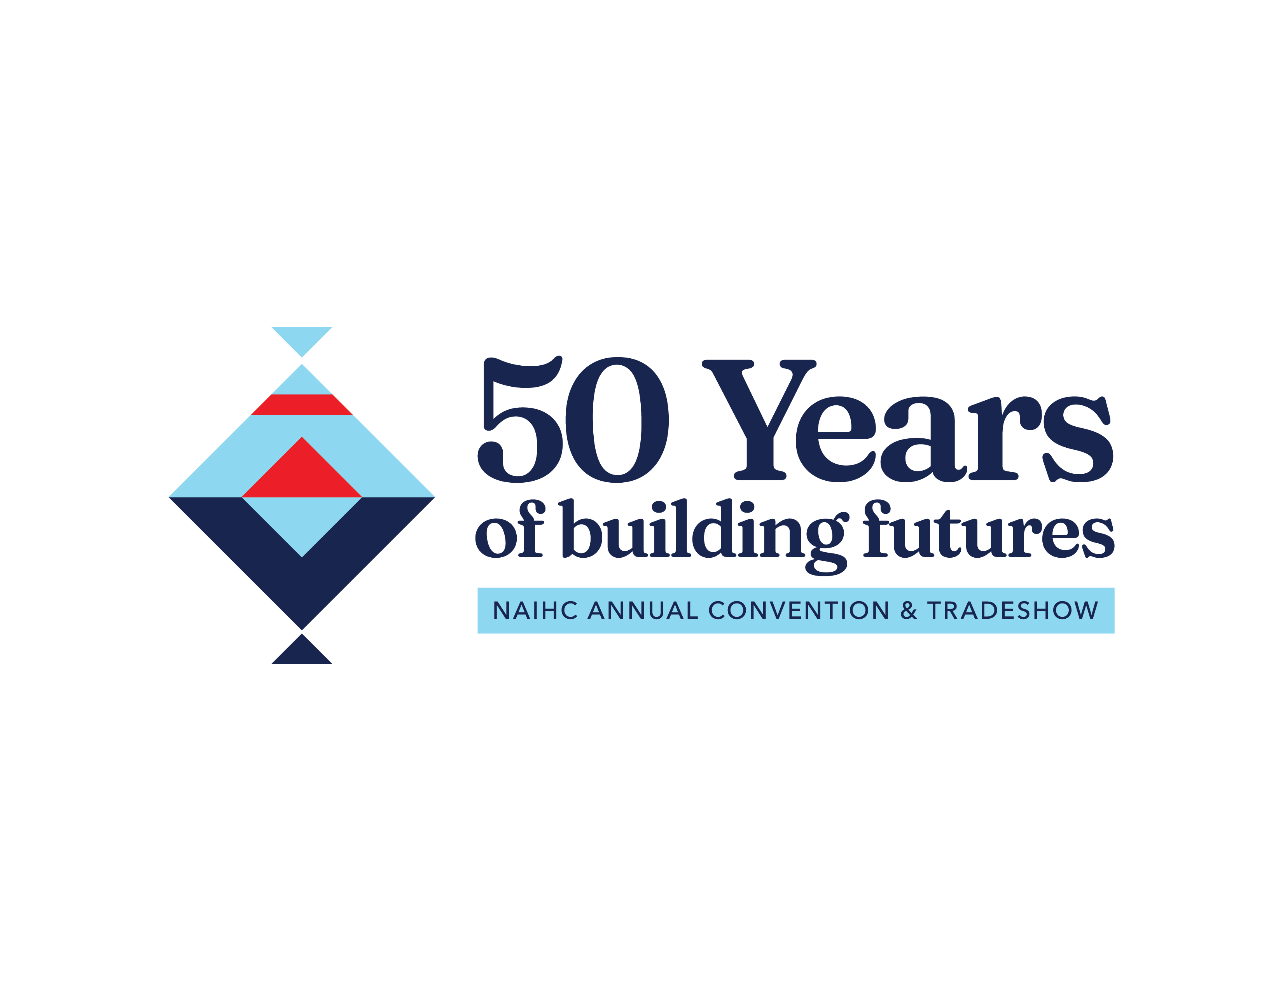 50 Years
of building futures
NAIHC ANNUAL CONVENTION & TRADESHOW